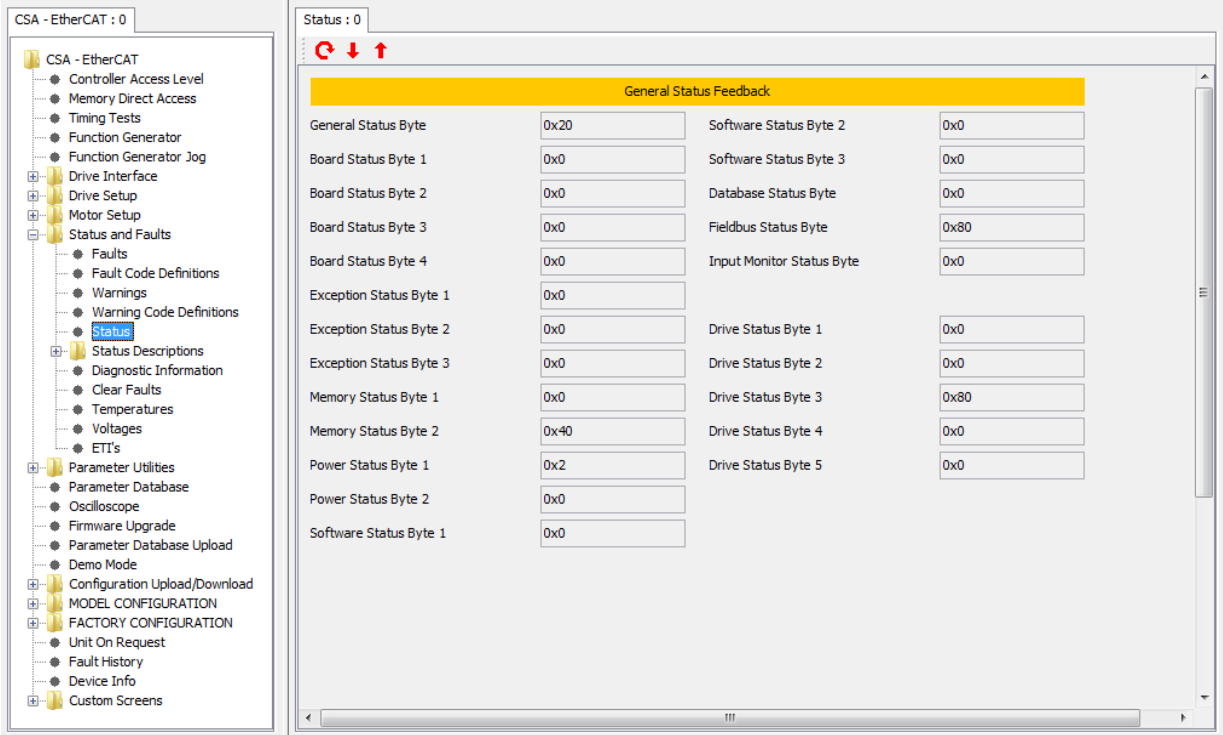 CSA - EtherCAT : 0
CSA - EtherCAT
Controller Access Level
Memory Direct Access
Timing Tests
Function Generator
Function Generator Jog
Drive Interface
Drive Setup
Motor Setup
Status and Faults
Faults
Fault Code Definitions
Warnings
Warning Code Definitions
Status
Status Descriptions
Diagnostic Information
Clear Faults
Temperatures
Voltages
ETI's
Parameter Utilities
Parameter Database
Oscilloscope
Firmware Upgrade
Parameter Database Upload
Demo Mode
Configuration Upload/Download
MODEL CONFIGURATION
FACTORY CONFIGURATION
Unit On Request
Fault History
Device Info
Custom Screens
Status : 0
General Status Feedback
General Status Byte 0x20 Software Status Byte 2 0x0
Board Status Byte 1 0x0 Software Status Byte 3 0x0
Board Status Byte 2 0x0 Database Status Byte 0x0
Board Status Byte 3 0x0 Fieldbus Status Byte 0x80
Board Status Byte 4 0x0 Input Monitor Status Byte 0x0
Exception Status Byte 1 0x0
Exception Status Byte 2 0x0 Drive Status Byte 1 0x0
Exception Status Byte 3 0x0 Drive Status Byte 2 0x0
Memory Status Byte 1 0x0 Drive Status Byte 3 0x80
Memory Status Byte 2 0x40 Drive Status Byte 4 0x0
Power Status Byte 1 0x2 Drive Status Byte 5 0x0
Power Status Byte 2 0x0
Software Status Byte 1 0x0